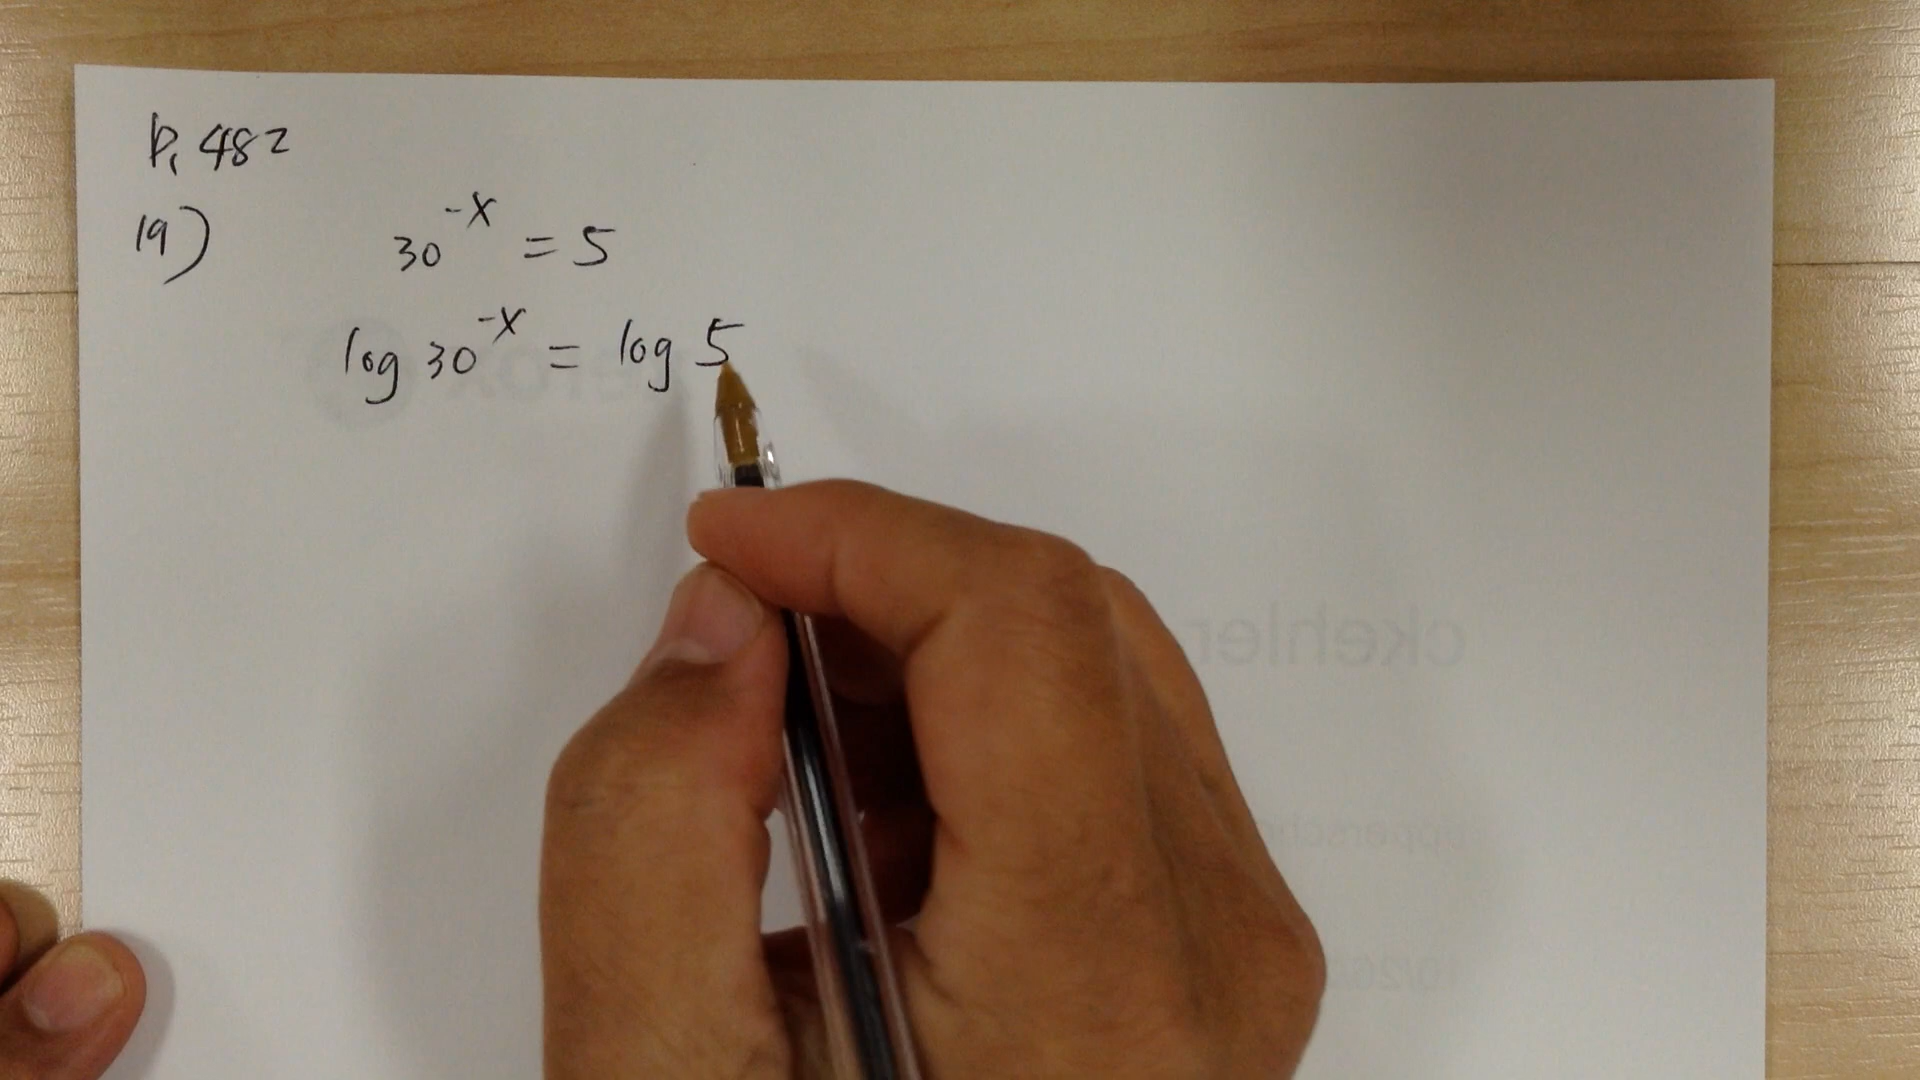 P. 482
19) 30^-x = 5
log 30^-x = log 5